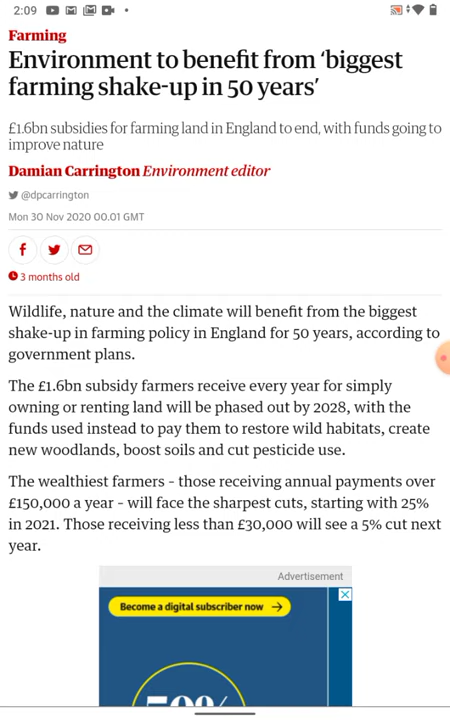 2:09
Farming
Environment to benefit from ‘biggest
farming shake-up in 50 years’
£1.6bn subsidies for farming land in England to end, with funds going to
improve nature
Damian Carrington Environment editor
@dpcarrington
Mon 30 Nov 2020 00.01 GMT
3 months old
Wildlife, nature and the climate will benefit from the biggest
shake-up in farming policy in England for 50 years, according to
government plans.
The £1.6bn subsidy farmers receive every year for simply
owning or renting land will be phased out by 2028, with the
funds used instead to pay them to restore wild habitats, create
new woodlands, boost soils and cut pesticide use.
The wealthiest farmers – those receiving annual payments over
£150,000 a year – will face the sharpest cuts, starting with 25%
in 2021. Those receiving less than £30,000 will see a 5% cut next
year.
Advertisement
Become a digital subscriber now